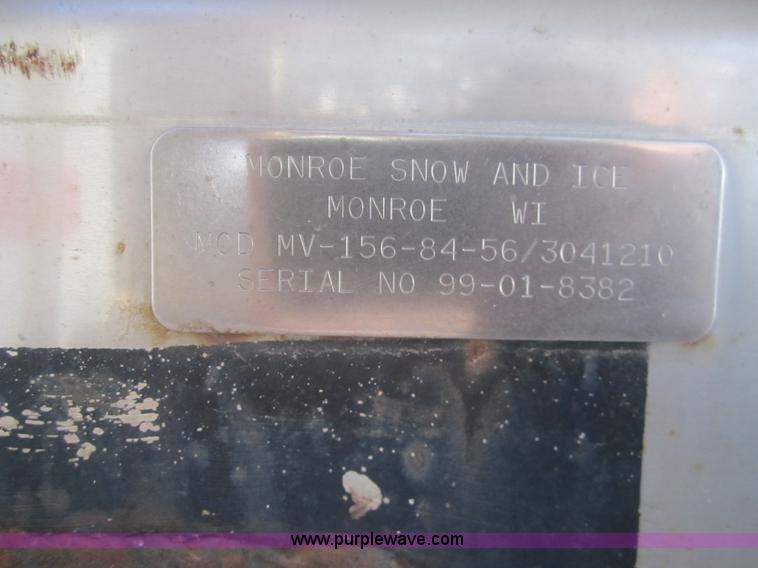 MONROE SNOW AND ICE
MONROE WI
MCD MV-156-84-56/3041210
SERIAL NO 99-01-8382
www.purplewave.com